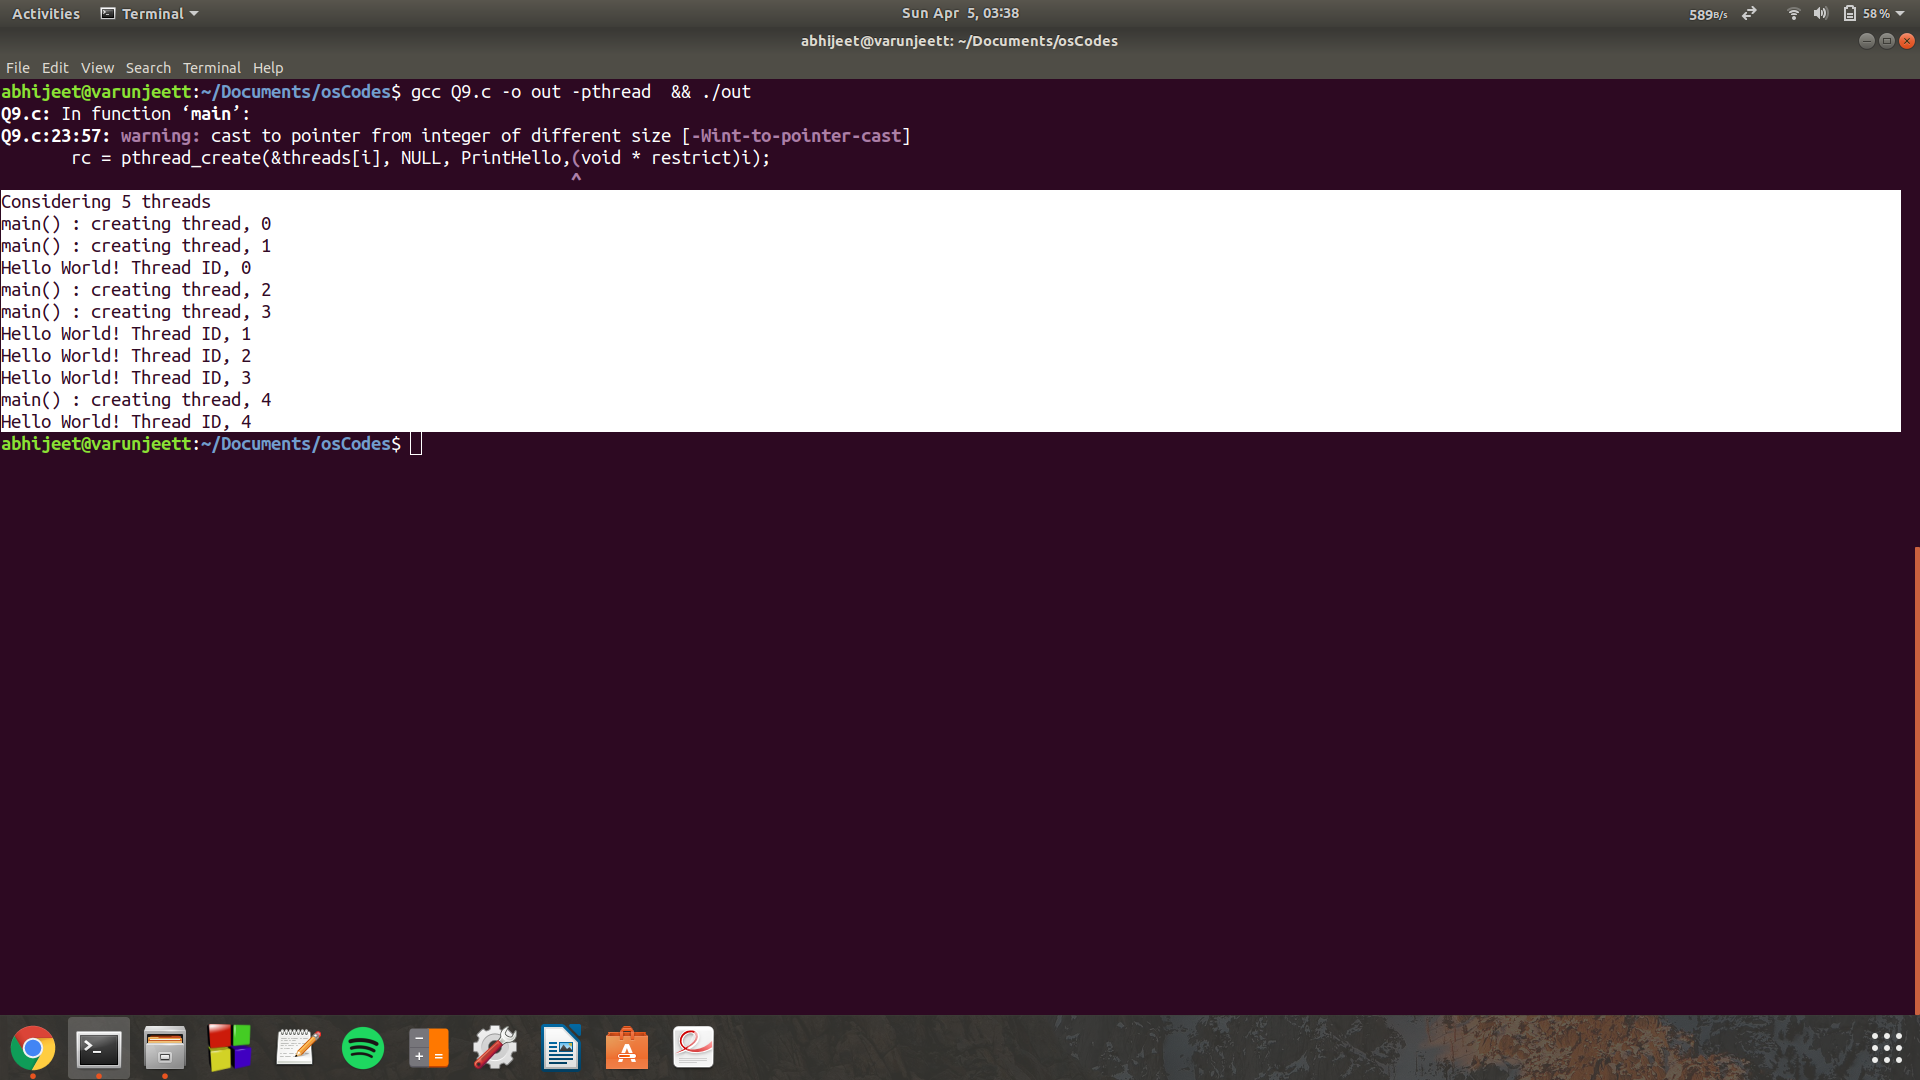 Activities Terminal Sun Apr 5, 03:38 589B/s 58 %
abhijeet@varunjeett: ~/Documents/osCodes
File Edit View Search Terminal Help
abhijeet@varunjeett:~/Documents/osCodes$ gcc Q9.c -o out -pthread  && ./out
Q9.c: In function ‘main’:
Q9.c:23:57: warning: cast to pointer from integer of different size [-Wint-to-pointer-cast]
       rc = pthread_create(&threads[i], NULL, PrintHello,(void * restrict)i);
                                                         ^
Considering 5 threads
main() : creating thread, 0
main() : creating thread, 1
Hello World! Thread ID, 0
main() : creating thread, 2
main() : creating thread, 3
Hello World! Thread ID, 1
Hello World! Thread ID, 2
Hello World! Thread ID, 3
main() : creating thread, 4
Hello World! Thread ID, 4
abhijeet@varunjeett:~/Documents/osCodes$